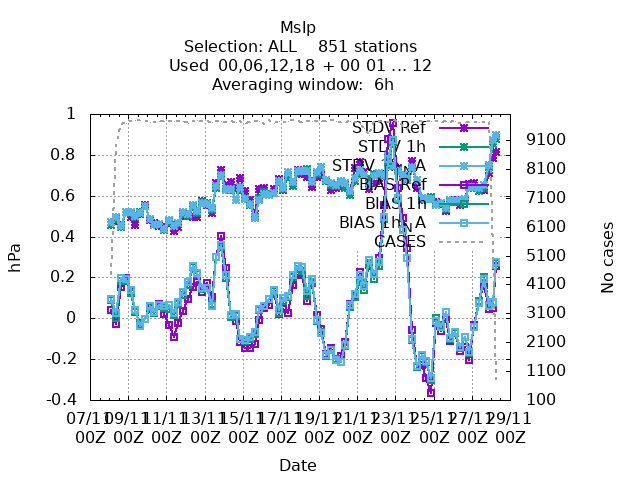 Mslp
Selection: ALL    851 stations
Used  00,06,12,18 + 00 01 ... 12
Averaging window:  6h
1
0.8
0.6
0.4
0.2
0
-0.2
-0.4
hPa
STDV Ref
STDV 1h
STDV 1h_N A
BIAS Ref
BIAS 1h
BIAS 1h_N A
CASES
9100
8100
7100
6100
5100
4100
3100
2100
1100
100
No cases
07/11 09/11 11/11 13/11 15/11 17/11 19/11 21/11 23/11 25/11 27/11 29/11
00Z 00Z 00Z 00Z 00Z 00Z 00Z 00Z 00Z 00Z 00Z 00Z
Date